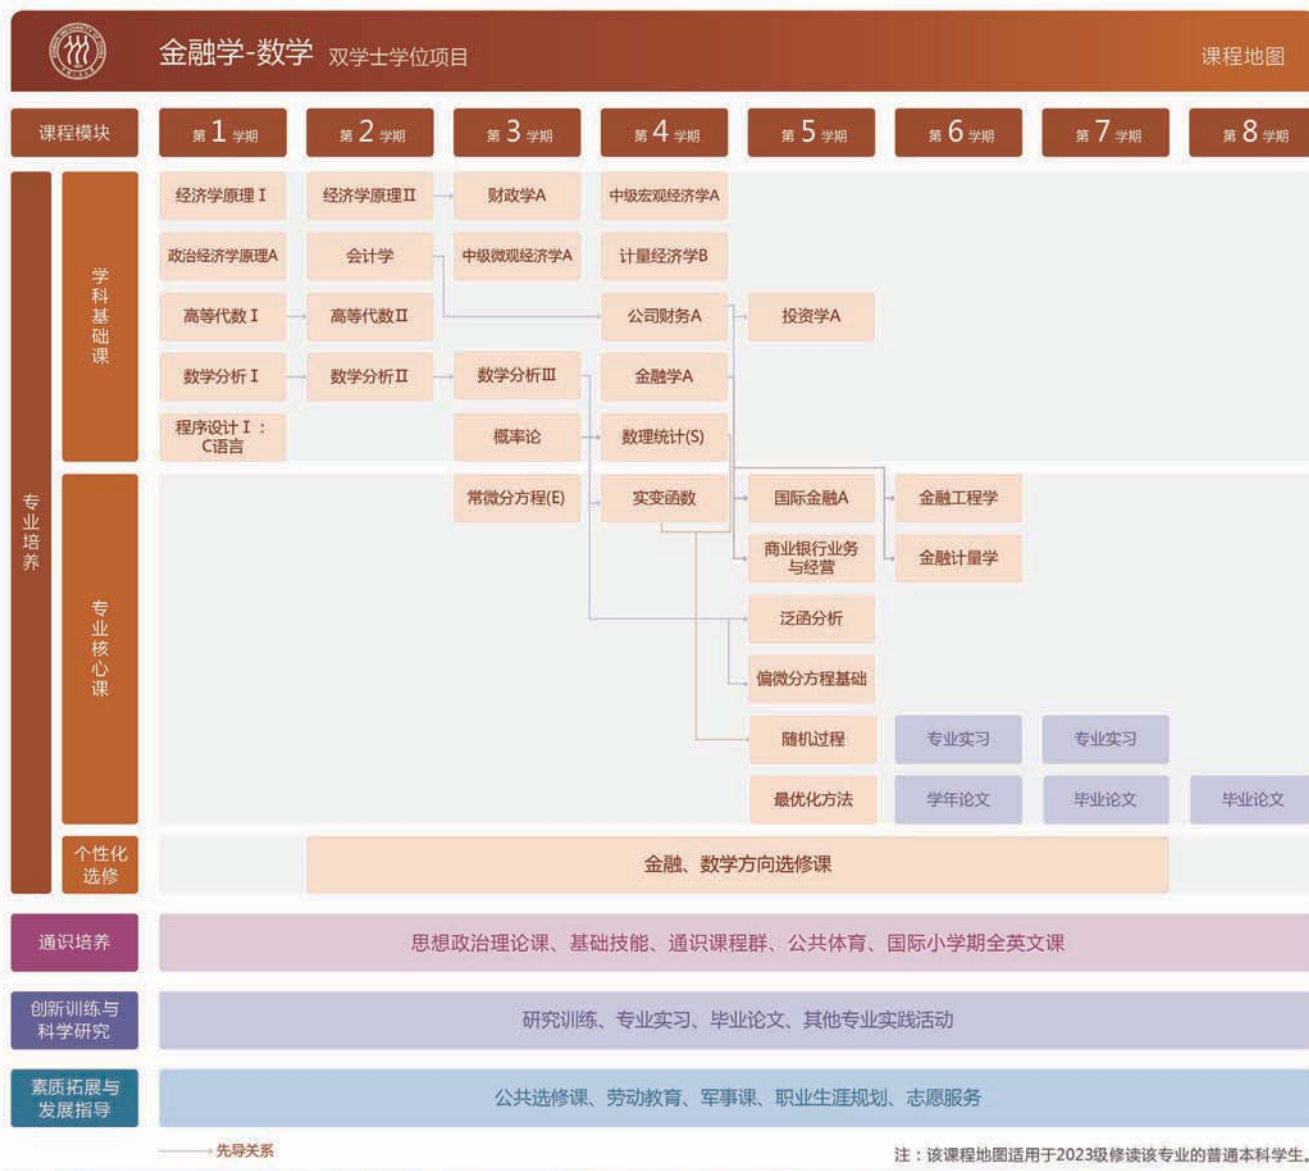 金融学-数学 双学士学位项目 课程地图
课程模块 第1学期 第2学期 第3学期 第4学期 第5学期 第6学期 第7学期 第8学期
专业培养
学科基础课
经济学原理Ⅰ 经济学原理Ⅱ 财政学A 中级宏观经济学A
政治经济学原理A 会计学 中级微观经济学A 计量经济学B
高等代数Ⅰ 高等代数Ⅱ 公司财务A 投资学A
数学分析Ⅰ 数学分析Ⅱ 数学分析Ⅲ 金融学A
程序设计Ⅰ：
C语言
概率论 数理统计(S)
专业核心课
常微分方程(E) 实变函数 国际金融A 金融工程学
商业银行业务
与经营
金融计量学
泛函分析
偏微分方程基础
随机过程 专业实习 专业实习
最优化方法 学年论文 毕业论文 毕业论文
个性化
选修
金融、数学方向选修课
通识培养
思想政治理论课、基础技能、通识课程群、公共体育、国际小学期全英文课
创新训练与
科学研究
研究训练、专业实习、毕业论文、其他专业实践活动
素质拓展与
发展指导
公共选修课、劳动教育、军事课、职业生涯规划、志愿服务
先导关系
注：该课程地图适用于2023级修读该专业的普通本科学生。